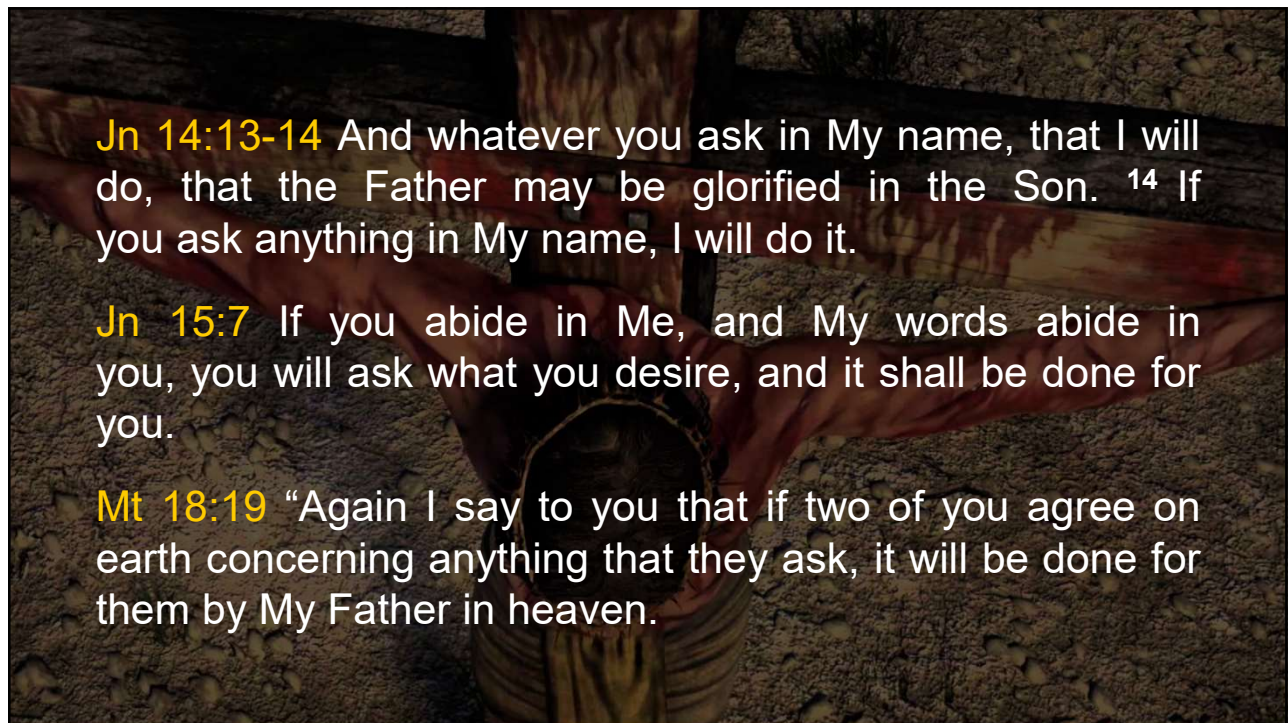 Jn 14:13-14 And whatever you ask in My name, that I will
do, that the Father may be glorified in the Son. 14 If
you ask anything in My name, I will do it.
Jn 15:7 If you abide in Me, and My words abide in
you, you will ask what you desire, and it shall be done for
you.
Mt 18:19 “Again I say to you that if two of you agree on
earth concerning anything that they ask, it will be done for
them by My Father in heaven.